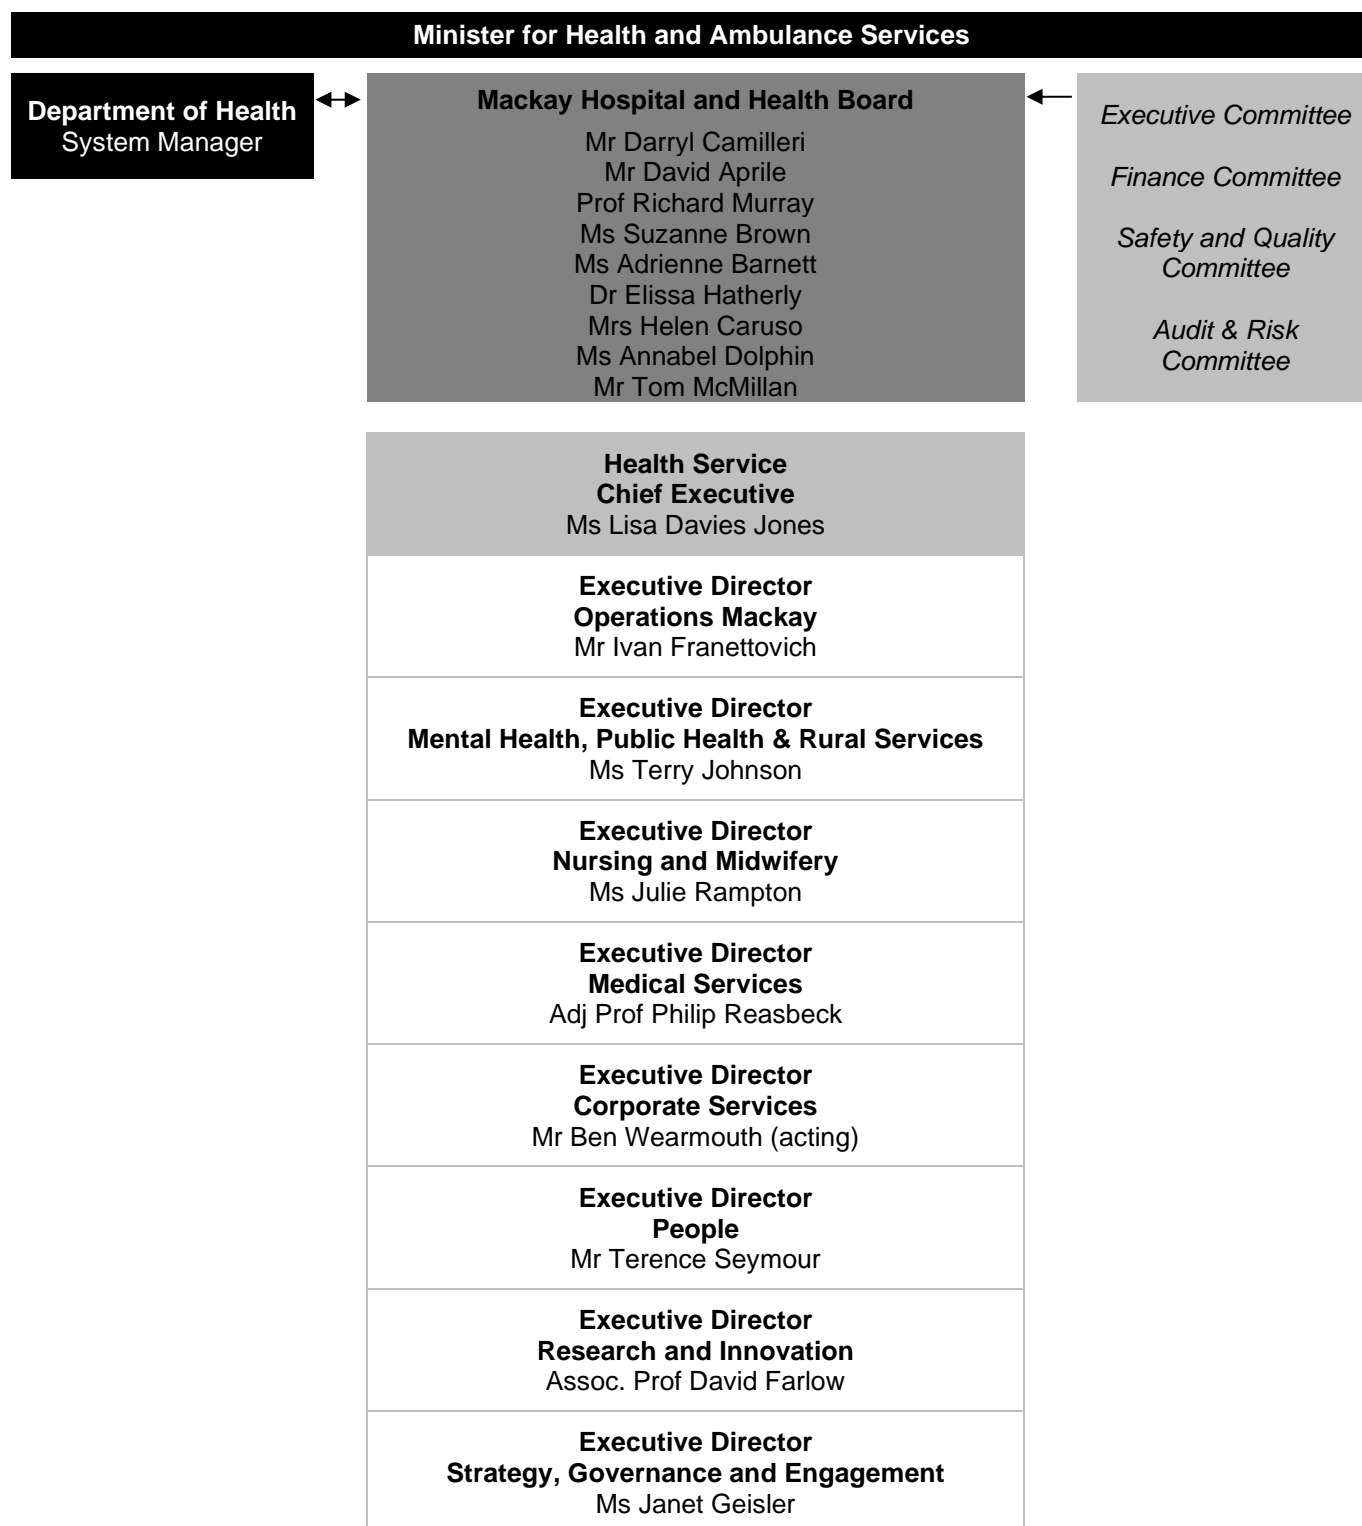 Minister for Health and Ambulance Services
Department of Health
System Manager
Mackay Hospital and Health Board
Mr Darryl Camilleri
Mr David Aprile
Prof Richard Murray
Ms Suzanne Brown
Ms Adrienne Barnett
Dr Elissa Hatherly
Mrs Helen Caruso
Ms Annabel Dolphin
Mr Tom McMillan
Executive Committee
Finance Committee
Safety and Quality
Committee
Audit & Risk
Committee
Health Service
Chief Executive
Ms Lisa Davies Jones
Executive Director
Operations Mackay
Mr Ivan Franettovich
Executive Director
Mental Health, Public Health & Rural Services
Ms Terry Johnson
Executive Director
Nursing and Midwifery
Ms Julie Rampton
Executive Director
Medical Services
Adj Prof Philip Reasbeck
Executive Director
Corporate Services
Mr Ben Wearmouth (acting)
Executive Director
People
Mr Terence Seymour
Executive Director
Research and Innovation
Assoc. Prof David Farlow
Executive Director
Strategy, Governance and Engagement
Ms Janet Geisler